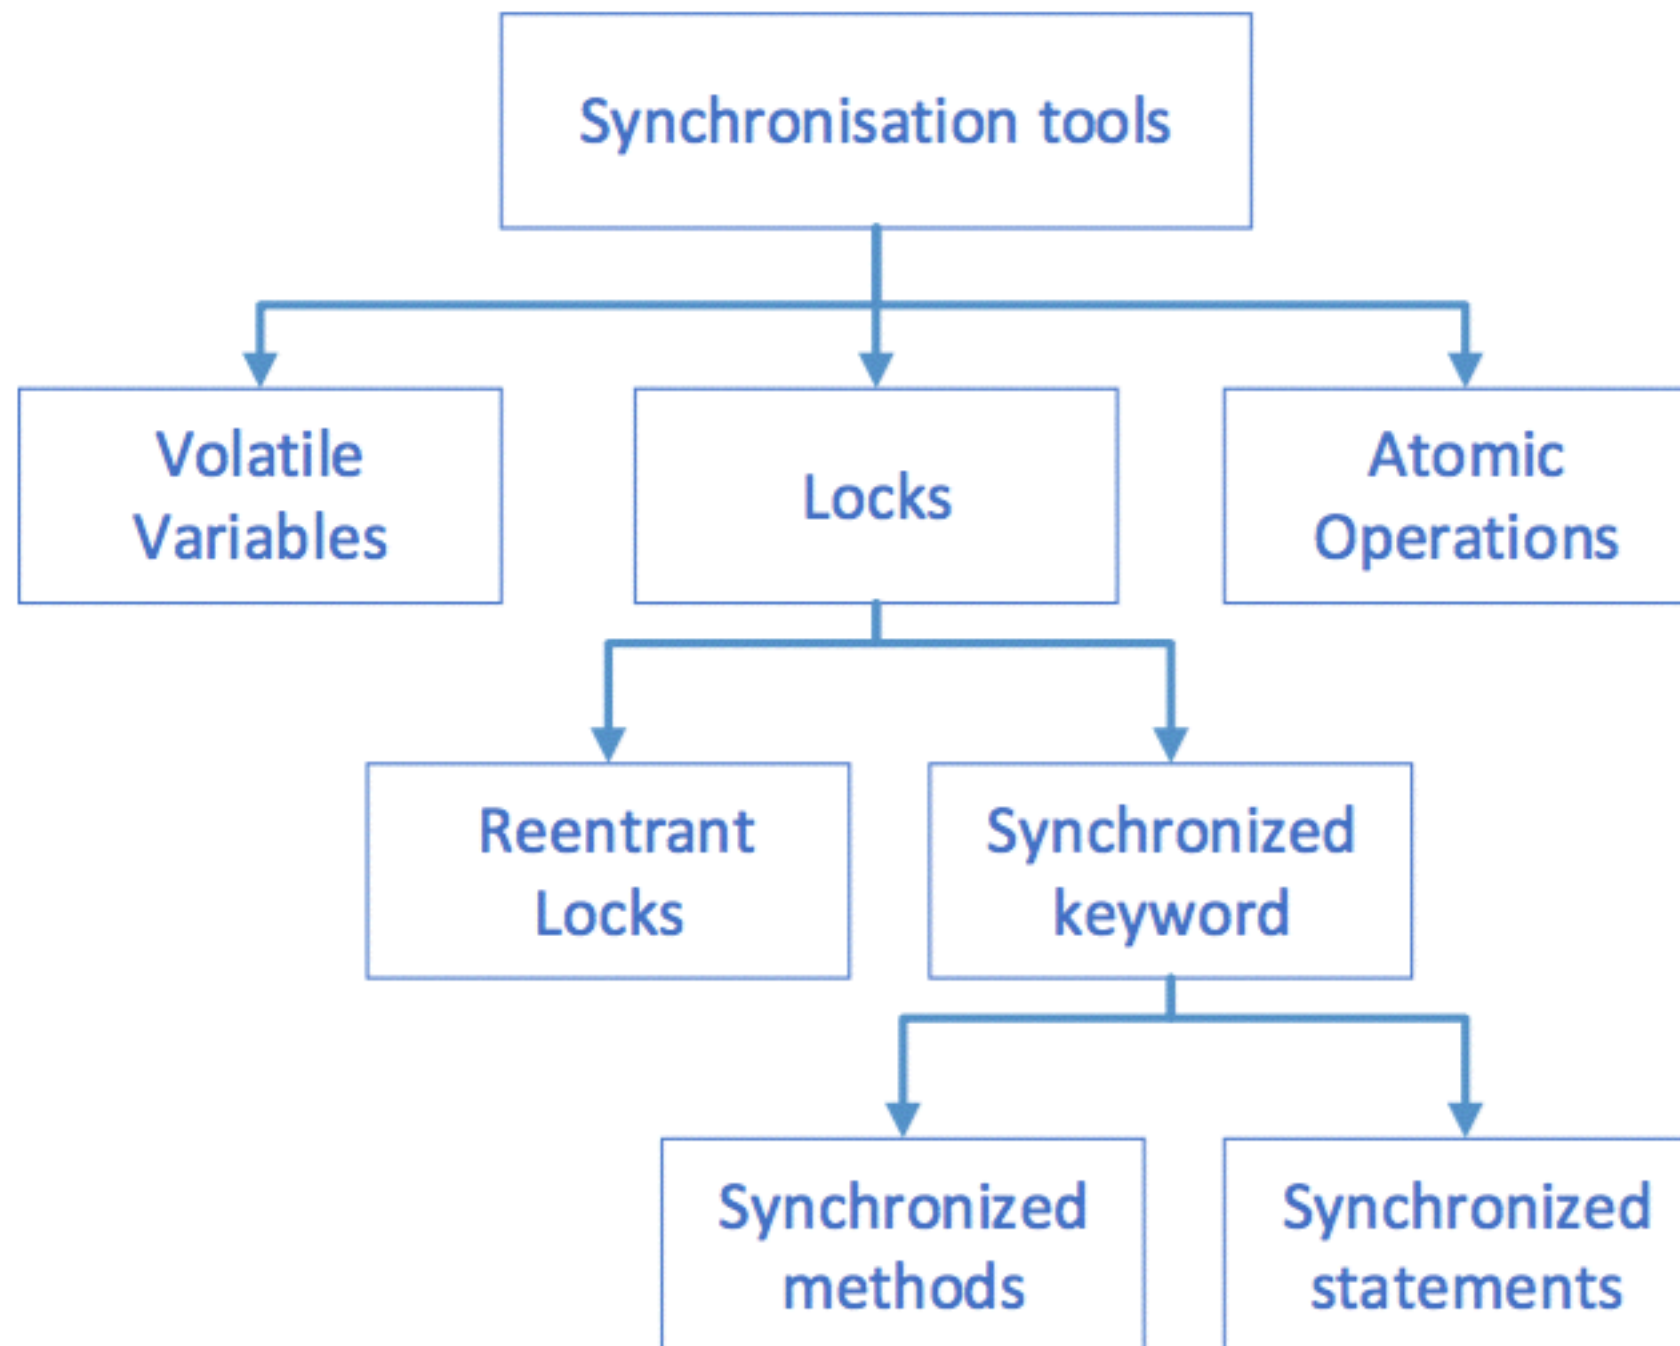 Synchronisation tools
Volatile
Variables
Locks
Atomic
Operations
Reentrant
Locks
Synchronized
keyword
Synchronized
methods
Synchronized
statements